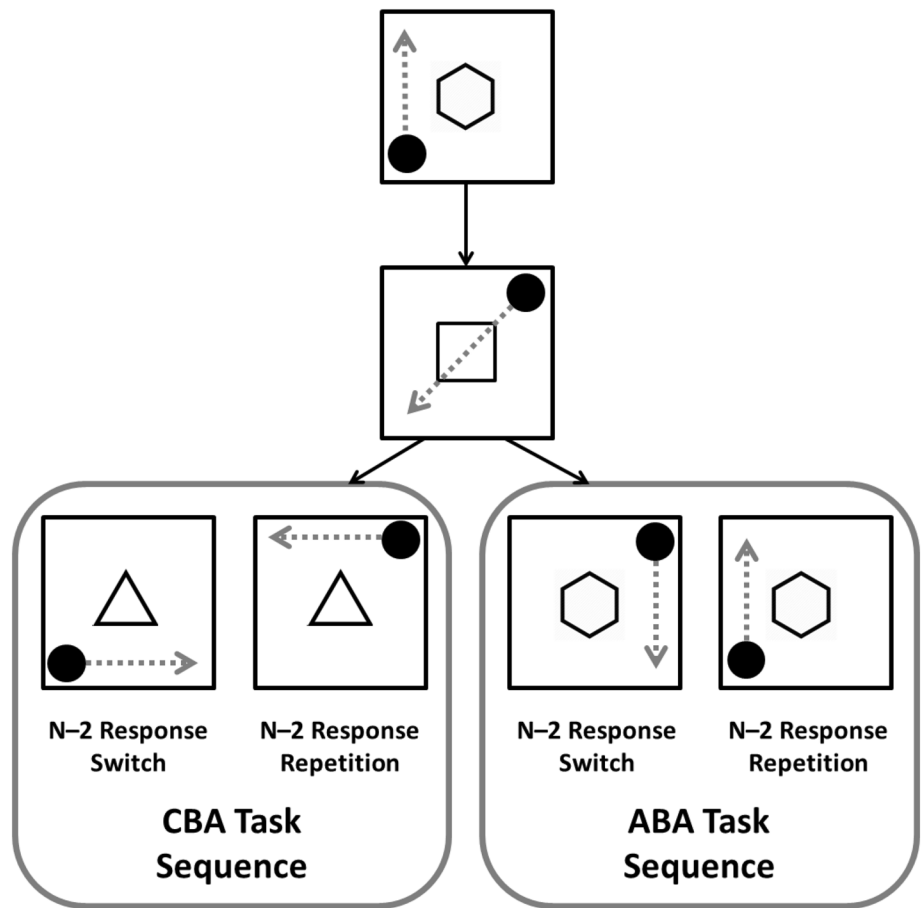 N–2 Response
Switch
N–2 Response
Repetition
CBA Task
Sequence
N–2 Response
Switch
N–2 Response
Repetition
ABA Task
Sequence